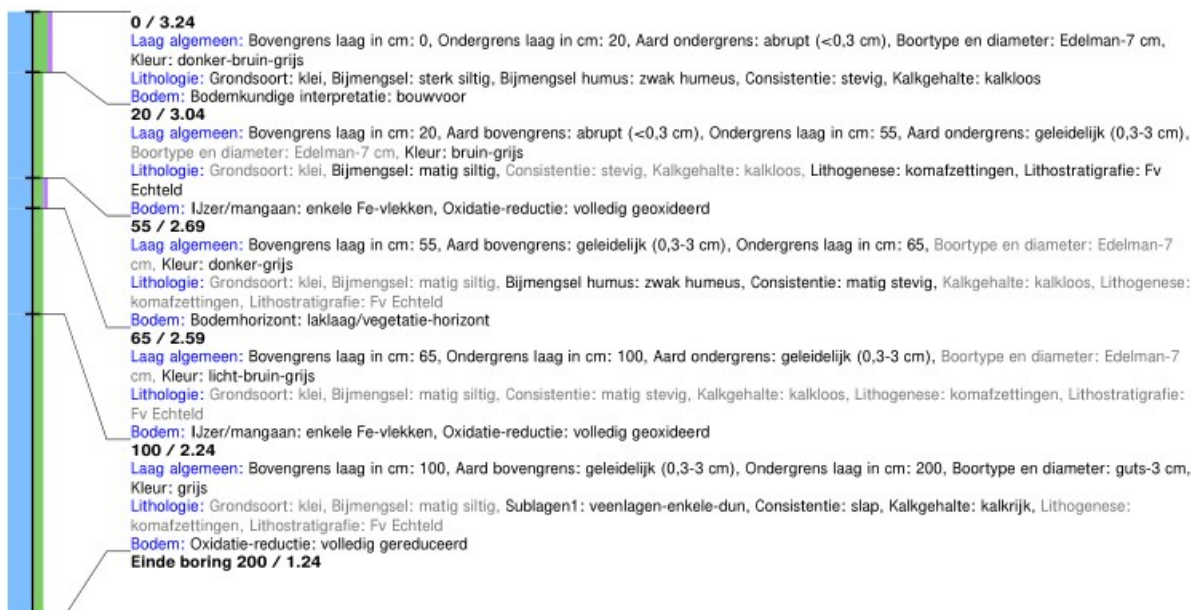 0 / 3.24
Laag algemeen: Bovengrens laag in cm: 0, Ondergrens laag in cm: 20, Aard ondergrens: abrupt (<0,3 cm), Boortype en diameter: Edelman-7 cm,
Kleur: donker-bruin-grijs
Lithologie: Grondsoort: klei, Bijmengsel: sterk siltig, Bijmengsel humus: zwak humeus, Consistentie: stevig, Kalkgehalte: kalkloos
Bodem: Bodemkundige interpretatie: bouwvoor
20 / 3.04
Laag algemeen: Bovengrens laag in cm: 20, Aard bovengrens: abrupt (<0,3 cm), Ondergrens laag in cm: 55, Aard ondergrens: geleidelijk (0,3-3 cm),
Boortype en diameter: Edelman-7 cm, Kleur: bruin-grijs
Lithologie: Grondsoort: klei, Bijmengsel: matig siltig, Consistentie: stevig, Kalkgehalte: kalkloos, Lithogenese: komafzettingen, Lithostratigrafie: Fv
Echteld
Bodem: IJzer/mangaan: enkele Fe-vlekken, Oxidatie-reductie: volledig geoxideerd
55 / 2.69
Laag algemeen: Bovengrens laag in cm: 55, Aard bovengrens: geleidelijk (0,3-3 cm), Ondergrens laag in cm: 65, Boortype en diameter: Edelman-7
cm, Kleur: donker-grijs
Lithologie: Grondsoort: klei, Bijmengsel: matig siltig, Bijmengsel humus: zwak humeus, Consistentie: matig stevig, Kalkgehalte: kalkloos, Lithogenese:
komafzettingen, Lithostratigrafie: Fv Echteld
Bodem: Bodemhorizont: laklaag/vegetatie-horizont
65 / 2.59
Laag algemeen: Bovengrens laag in cm: 65, Ondergrens laag in cm: 100, Aard ondergrens: geleidelijk (0,3-3 cm), Boortype en diameter: Edelman-7
cm, Kleur: licht-bruin-grijs
Lithologie: Grondsoort: klei, Bijmengsel: matig siltig, Consistentie: matig stevig, Kalkgehalte: kalkloos, Lithogenese: komafzettingen, Lithostratigrafie:
Fv Echteld
Bodem: IJzer/mangaan: enkele Fe-vlekken, Oxidatie-reductie: volledig geoxideerd
100 / 2.24
Laag algemeen: Bovengrens laag in cm: 100, Aard bovengrens: geleidelijk (0,3-3 cm), Ondergrens laag in cm: 200, Boortype en diameter: guts-3 cm,
Kleur: grijs
Lithologie: Grondsoort: klei, Bijmengsel: matig siltig, Sublagen1: veenlagen-enkele-dun, Consistentie: slap, Kalkgehalte: kalkrijk, Lithogenese:
komafzettingen, Lithostratigrafie: Fv Echteld
Bodem: Oxidatie-reductie: volledig gereduceerd
Einde boring 200 / 1.24